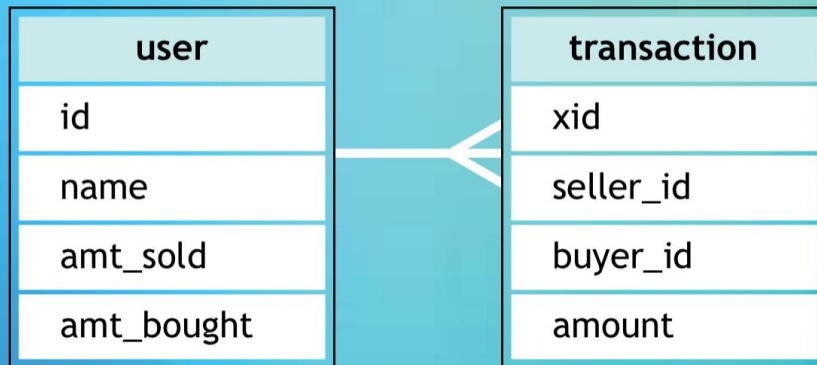 user
id
name
amt_sold
amt_bought
transaction
xid
seller_id
buyer_id
amount